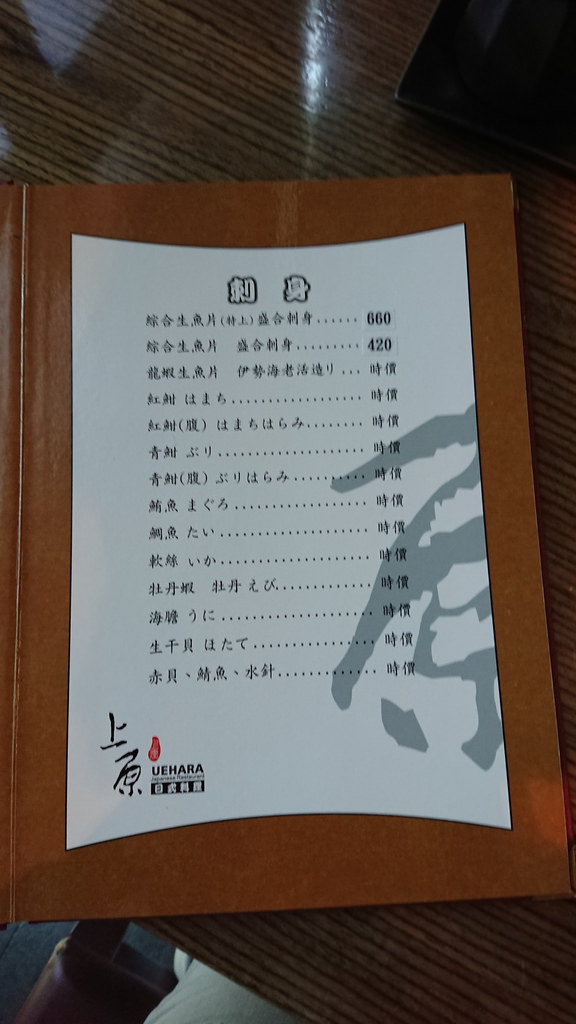 刺身
綜合生魚片(特上)盛合刺身...... 660
綜合生魚片　盛合刺身......... 420
龍蝦生魚片　伊勢海老活造り... 時價
紅魽 はまち.................. 時價
紅魽(腹) はまちはらみ........ 時價
青魽 ぶり.................... 時價
青魽(腹) ぶりはらみ.......... 時價
鮪魚 まぐろ.................. 時價
鯛魚 たい.................... 時價
軟絲 いか.................... 時價
牡丹蝦　牡丹えび............. 時價
海膽 うに.................... 時價
生干貝 ほたて................ 時價
赤貝、鯖魚、水針............. 時價
上原
UEHARA
Japanese Restaurant
日式料理